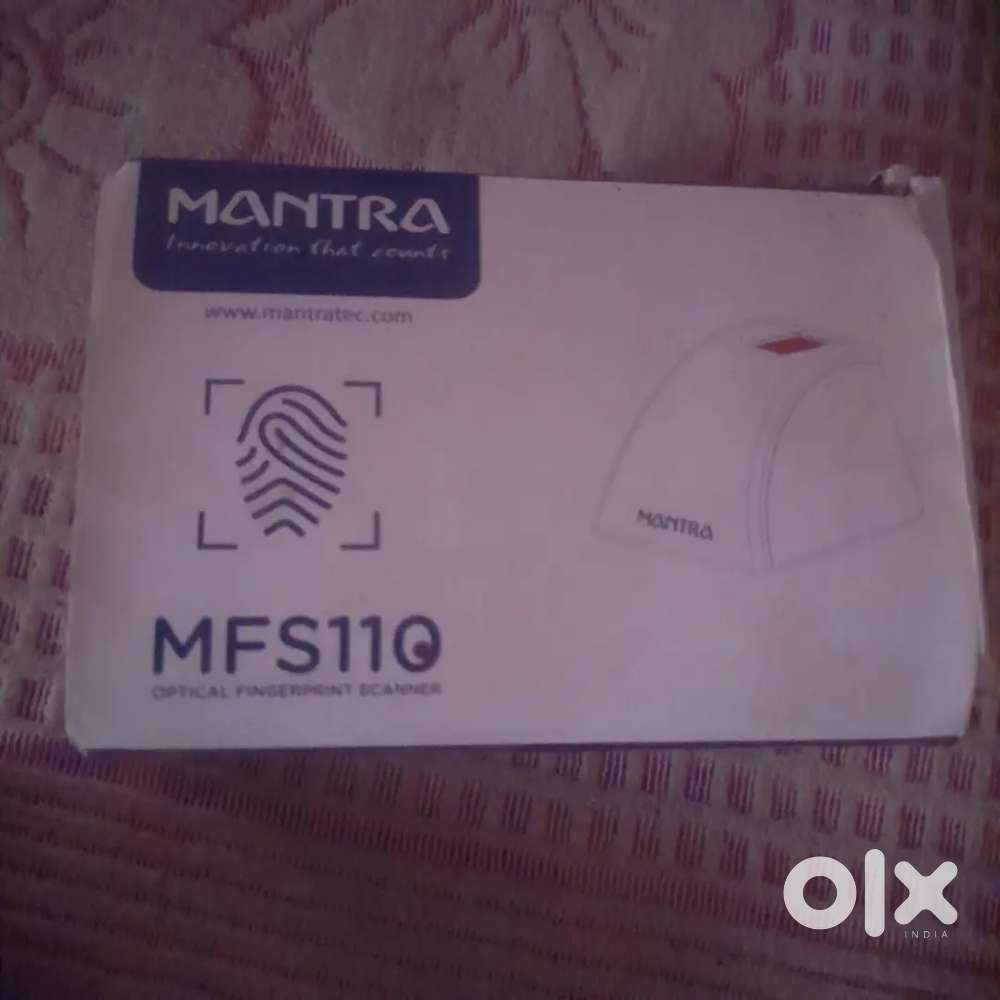 MANTRA
Innovation that counts
www.mantratec.com
MANTRA
MFS110
OPTICAL FINGERPRINT SCANNER
olx
INDIA